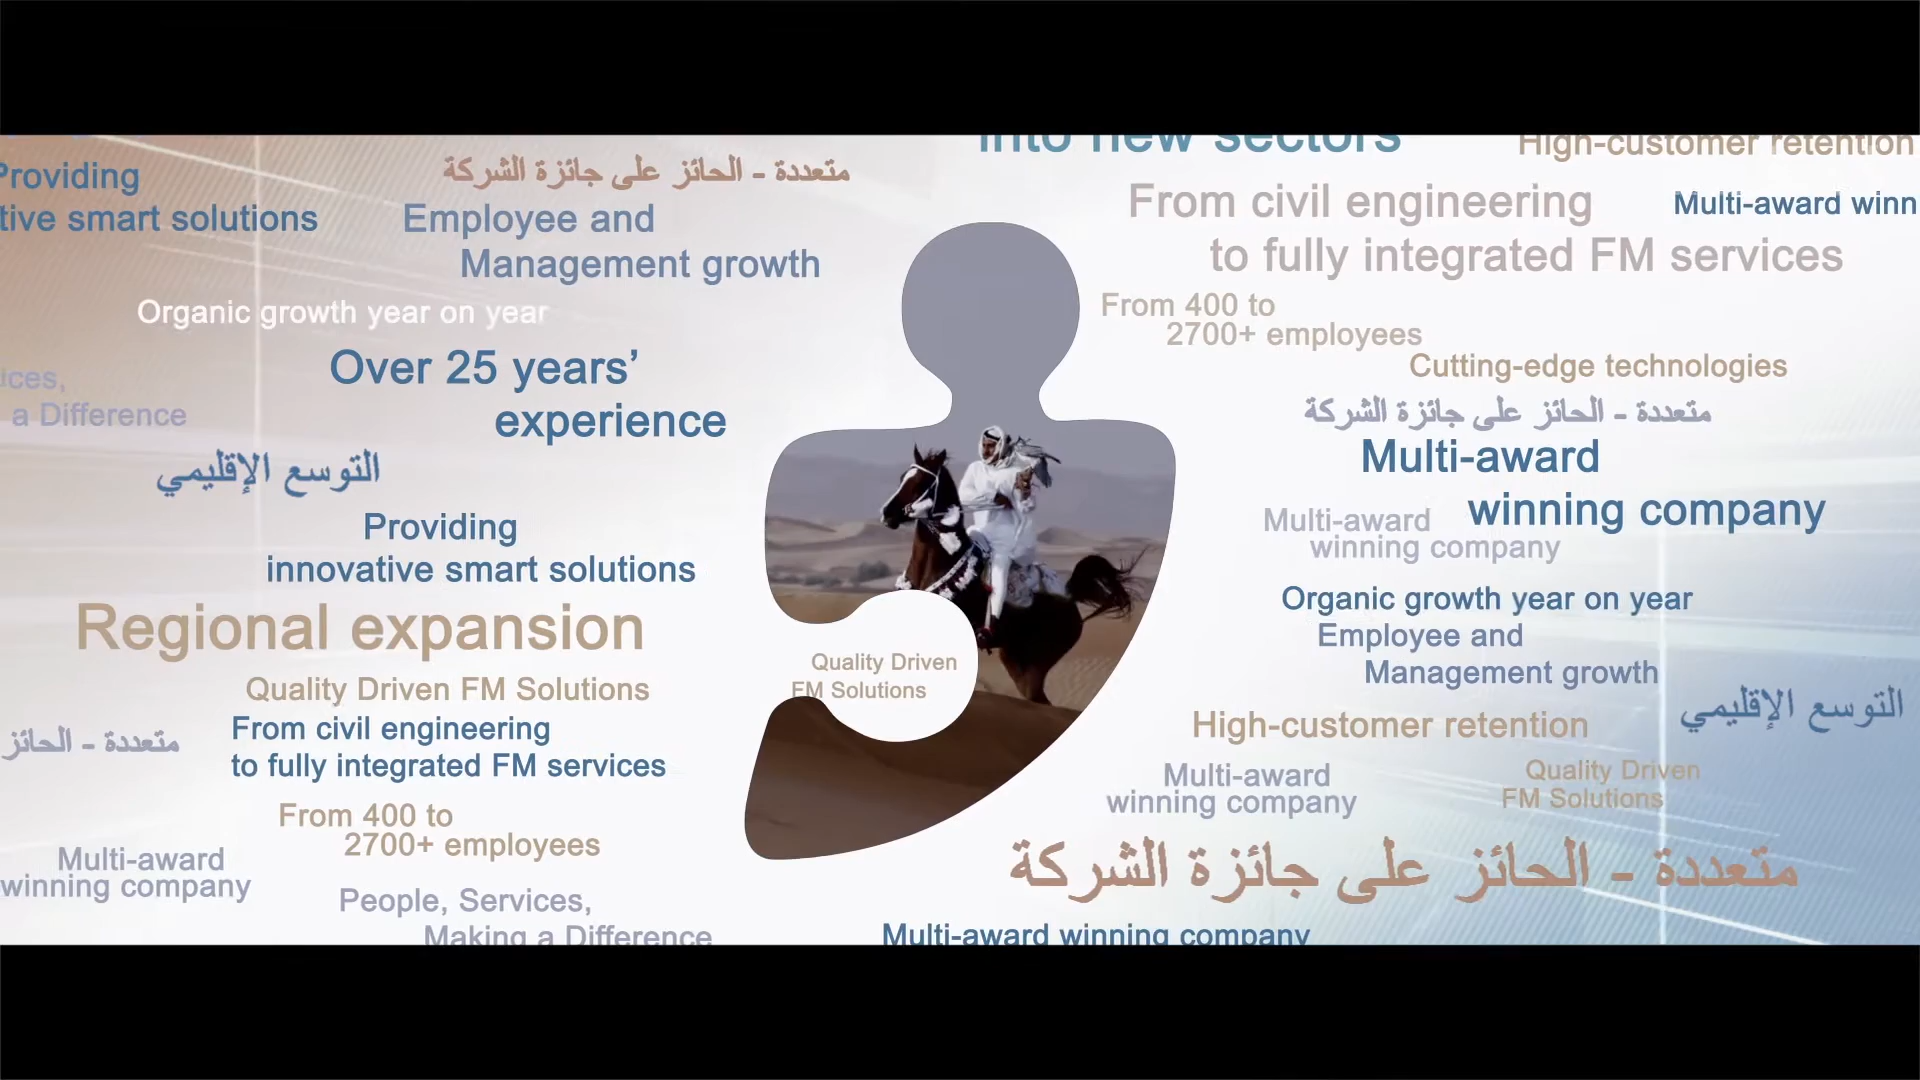 Providing
tive smart solutions
متعددة - الحائز على جائزة الشركة
Employee and
Management growth
Organic growth year on year
Over 25 years'
experience
ices,
a Difference
التوسع الإقليمي
Providing
innovative smart solutions
Regional expansion
Quality Driven FM Solutions
متعددة - الحائز
From civil engineering
to fully integrated FM services
From 400 to
2700+ employees
Multi-award
winning company
People, Services,
Making a Difference
Quality Driven
FM Solutions
into new sectors
High-customer retention
From civil engineering
to fully integrated FM services
Multi-award winn
From 400 to
2700+ employees
Cutting-edge technologies
متعددة - الحائز على جائزة الشركة
Multi-award
winning company
Multi-award
winning company
Organic growth year on year
Employee and
Management growth
التوسع الإقليمي
High-customer retention
Multi-award
winning company
Quality Driven
FM Solutions
متعددة - الحائز على جائزة الشركة
Multi-award winning company